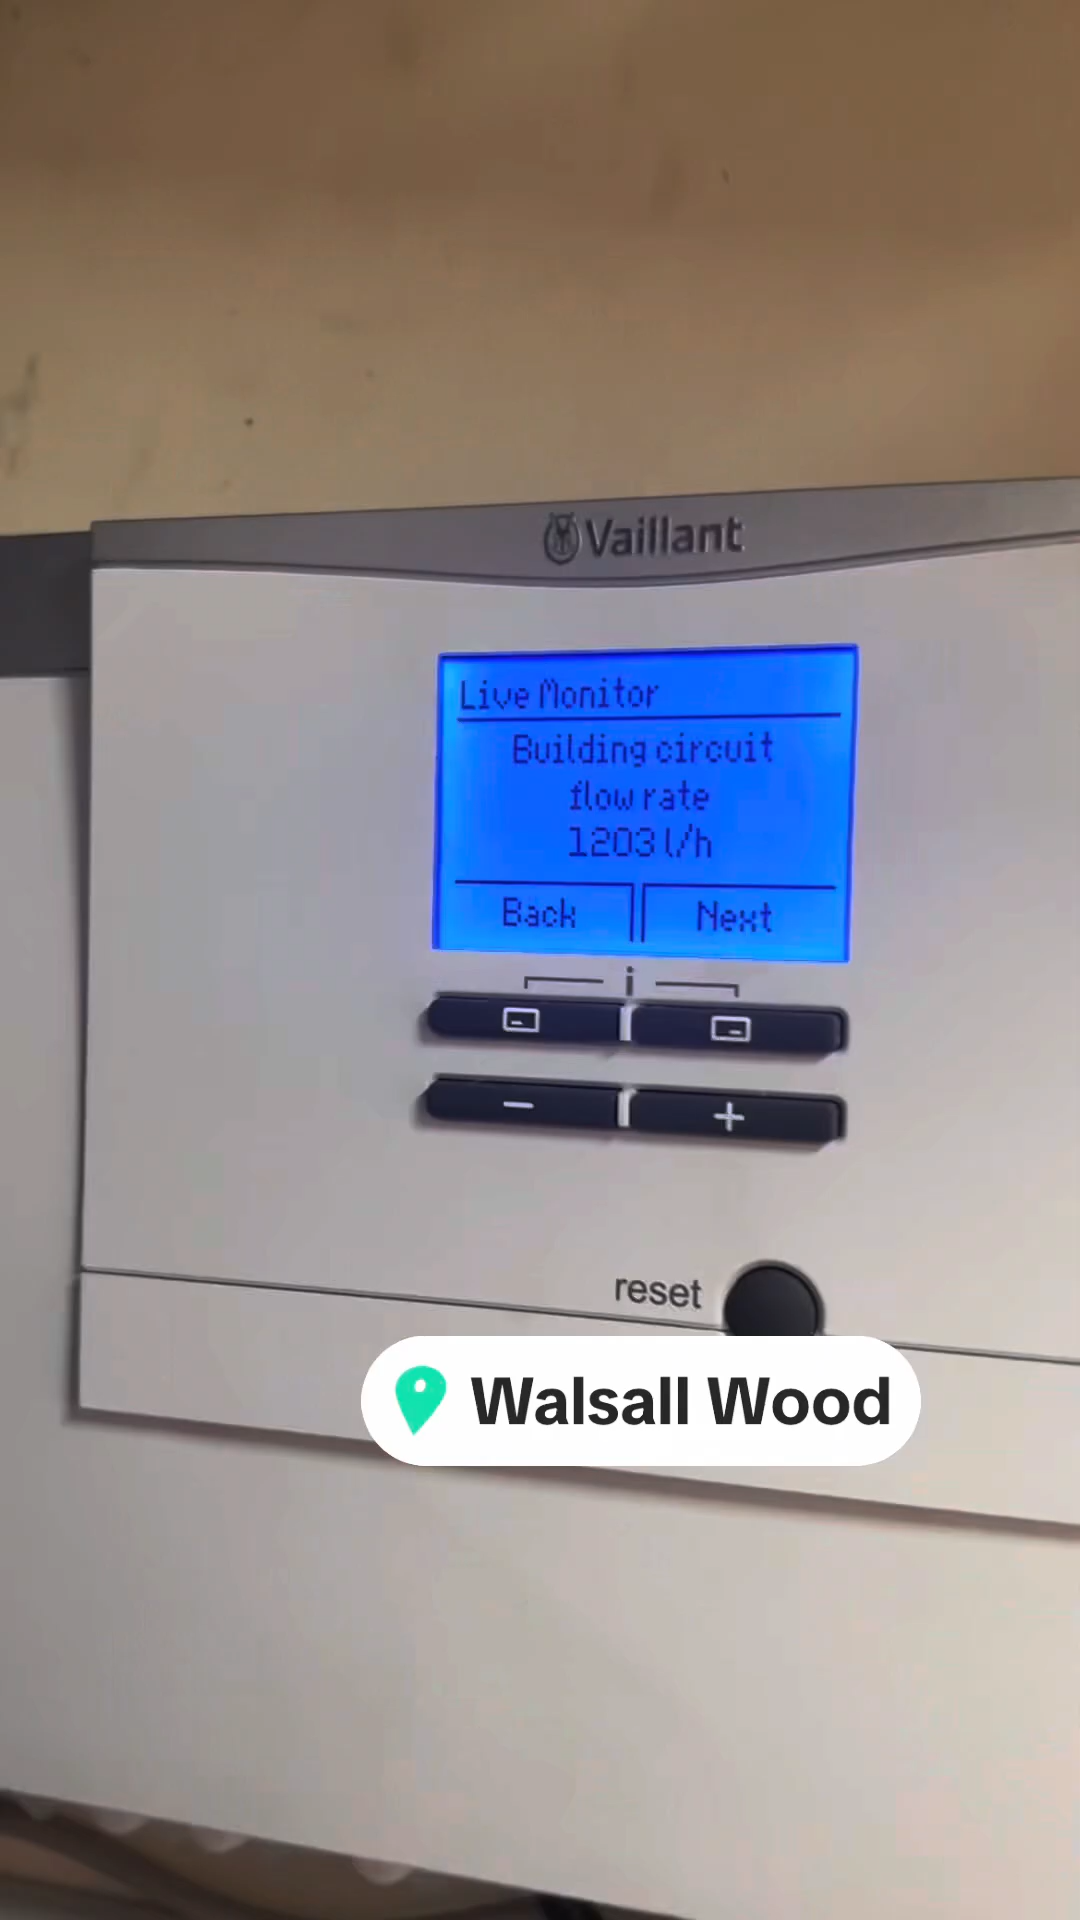 Vaillant
Live Monitor
Building circuit
flow rate
1203 l/h
Back Next
i
- +
reset
Walsall Wood